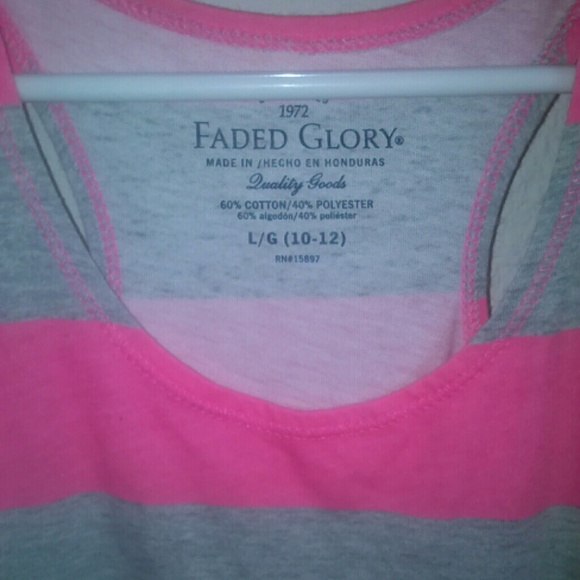 1972
FADED GLORY®
MADE IN /HECHO EN HONDURAS
Quality Goods
60% COTTON/40% POLYESTER
60% algodón/40% poliéster
L/G (10-12)
RN#15897